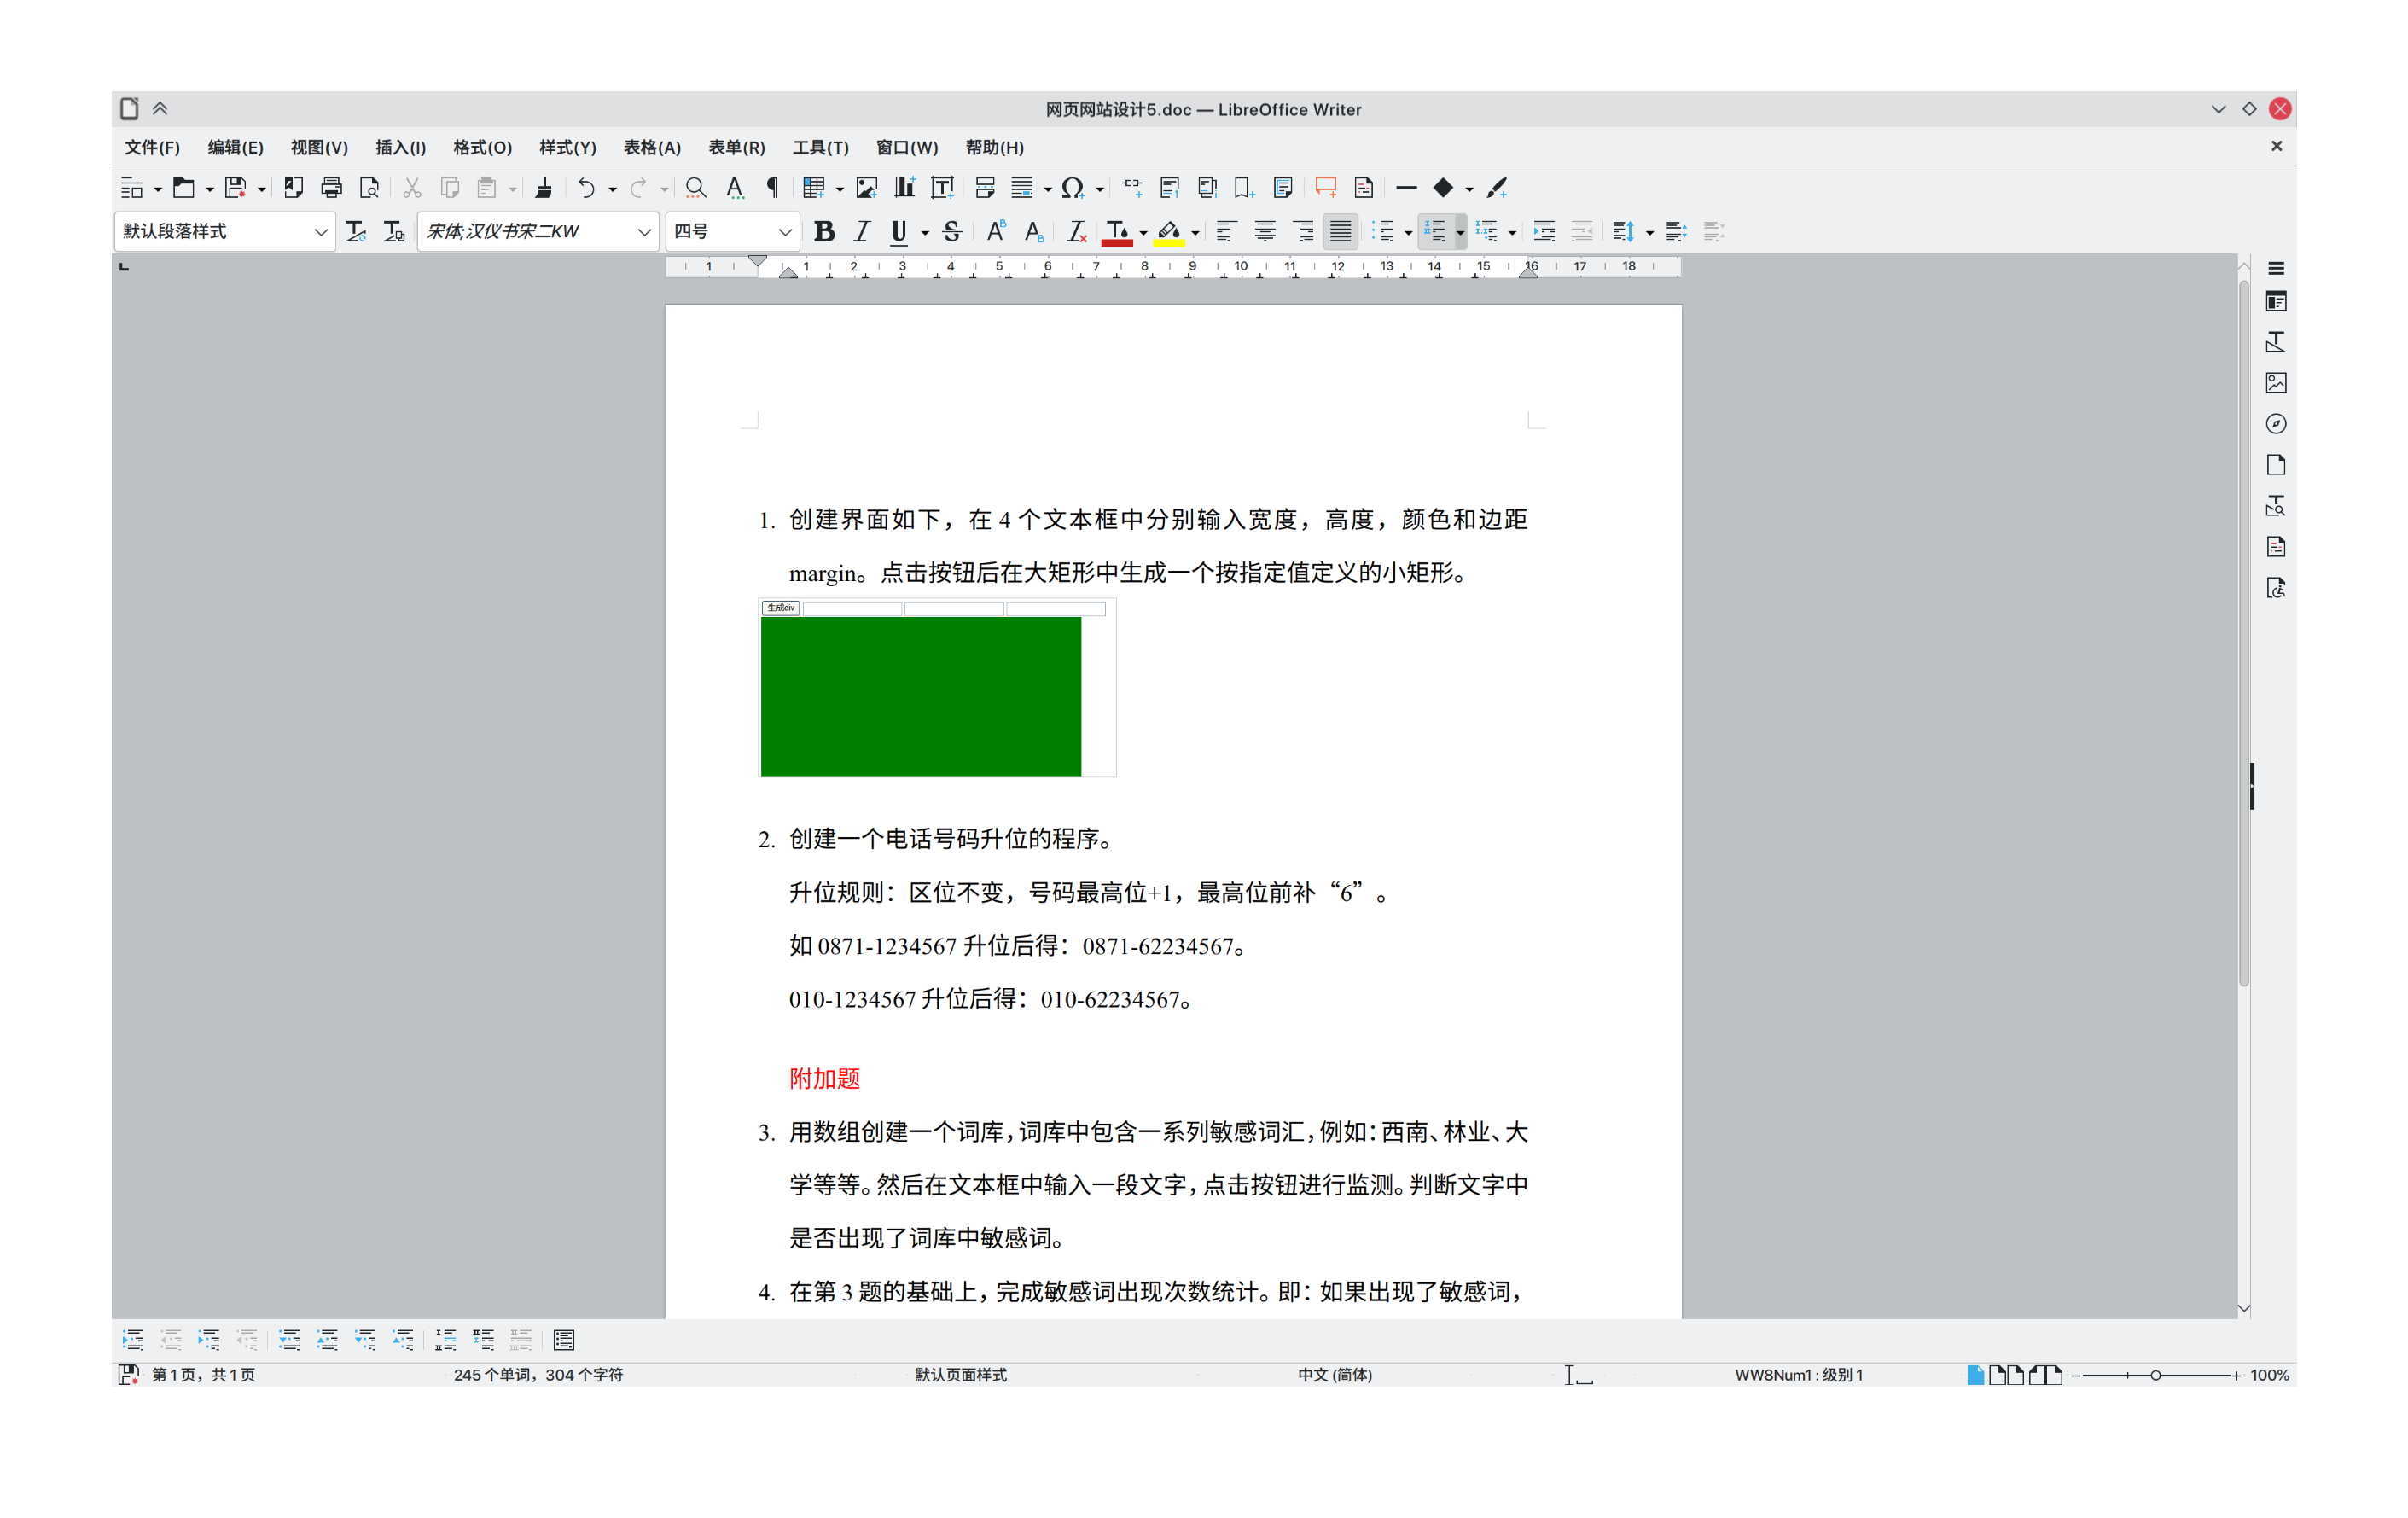 网页网站设计5.doc — LibreOffice Writer
文件(F) 编辑(E) 视图(V) 插入(I) 格式(O) 样式(Y) 表格(A) 表单(R) 工具(T) 窗口(W) 帮助(H)
默认段落样式 宋体;汉仪书宋二KW 四号
1 1 2 3 4 5 6 7 8 9 10 11 12 13 14 15 16 17 18
1. 创建界面如下，在 4 个文本框中分别输入宽度，高度，颜色和边距
margin。点击按钮后在大矩形中生成一个按指定值定义的小矩形。
生成div
2. 创建一个电话号码升位的程序。
升位规则：区位不变，号码最高位+1，最高位前补“6”。
如 0871-1234567 升位后得：0871-62234567。
010-1234567 升位后得：010-62234567。
附加题
3. 用数组创建一个词库，词库中包含一系列敏感词汇，例如：西南、林业、大
学等等。然后在文本框中输入一段文字，点击按钮进行监测。判断文字中
是否出现了词库中敏感词。
4. 在第 3 题的基础上，完成敏感词出现次数统计。即：如果出现了敏感词，
第1页，共1页 245个单词，304个字符 默认页面样式 中文 (简体) WW8Num1 : 级别 1 100%